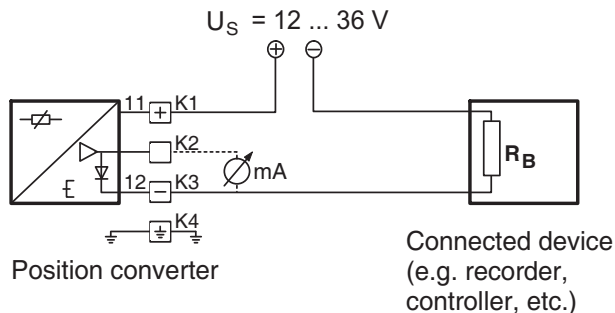 U_S = 12 ... 36 V
+ −
11 + K1
K2
mA
12 − K3
K4
R_B
Position converter
Connected device
(e.g. recorder,
controller, etc.)